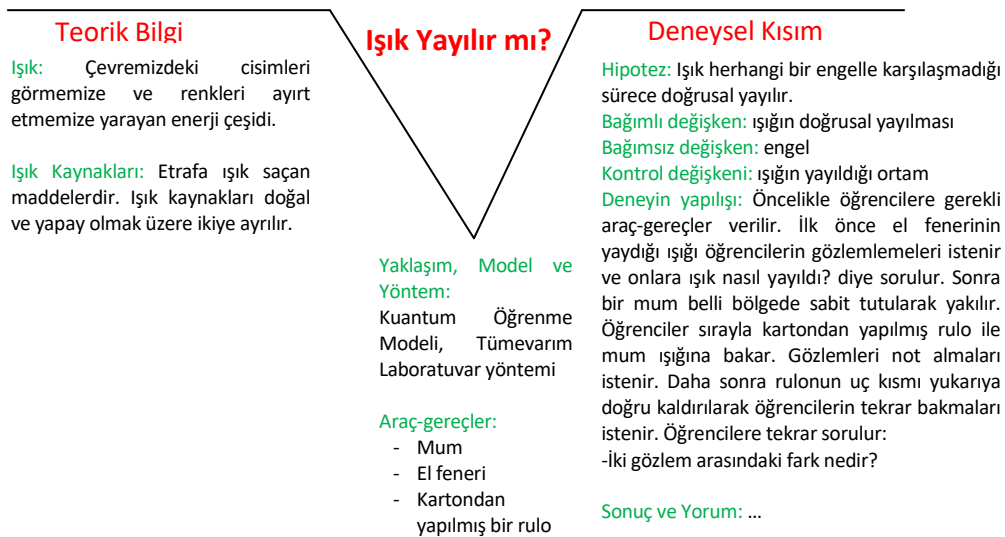 Teorik Bilgi
Işık: Çevremizdeki cisimleri
görmemize ve renkleri ayırt
etmemize yarayan enerji çeşidi.
Işık Kaynakları: Etrafa ışık saçan
maddelerdir. Işık kaynakları doğal
ve yapay olmak üzere ikiye ayrılır.
Işık Yayılır mı?
Yaklaşım, Model ve
Yöntem:
Kuantum Öğrenme
Modeli, Tümevarım
Laboratuvar yöntemi
Araç-gereçler:
- Mum
- El feneri
- Kartondan
yapılmış bir rulo
Deneysel Kısım
Hipotez: Işık herhangi bir engelle karşılaşmadığı
sürece doğrusal yayılır.
Bağımlı değişken: ışığın doğrusal yayılması
Bağımsız değişken: engel
Kontrol değişkeni: ışığın yayıldığı ortam
Deneyin yapılışı: Öncelikle öğrencilere gerekli
araç-gereçler verilir. İlk önce el fenerinin
yaydığı ışığı öğrencilerin gözlemlemeleri istenir
ve onlara ışık nasıl yayıldı? diye sorulur. Sonra
bir mum belli bölgede sabit tutularak yakılır.
Öğrenciler sırayla kartondan yapılmış rulo ile
mum ışığına bakar. Gözlemleri not almaları
istenir. Daha sonra rulonun uç kısmı yukarıya
doğru kaldırılarak öğrencilerin tekrar bakmaları
istenir. Öğrencilere tekrar sorulur:
-İki gözlem arasındaki fark nedir?
Sonuç ve Yorum: ...